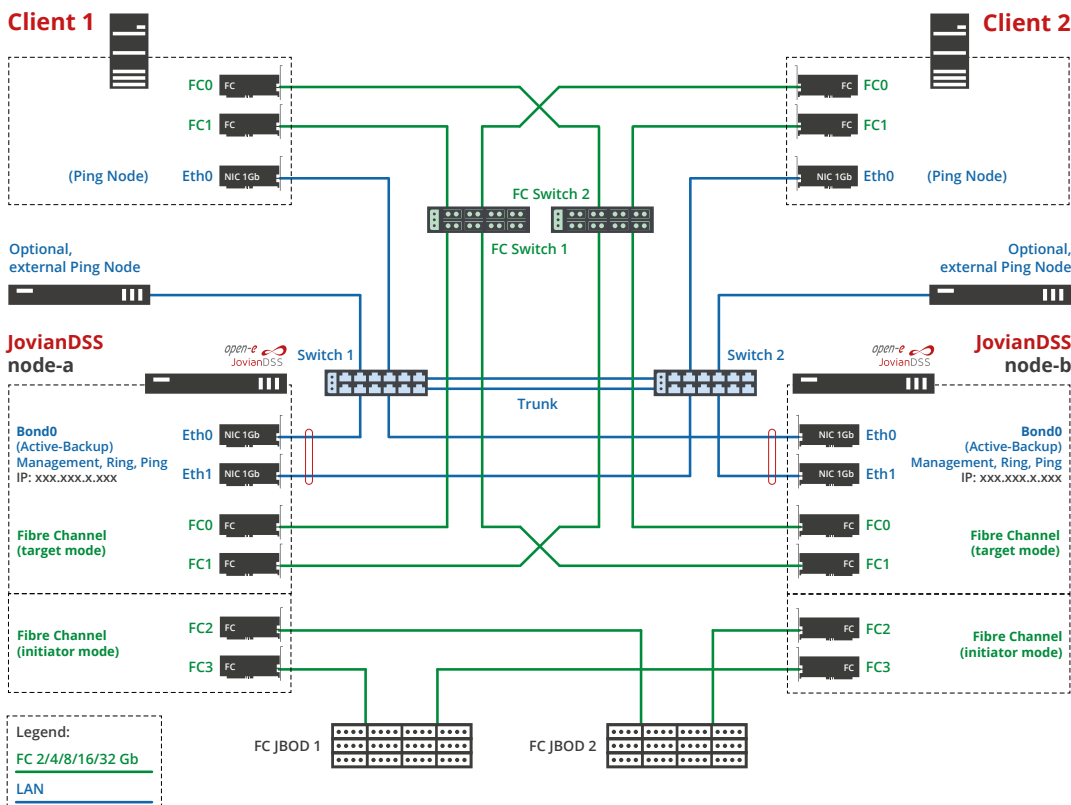 Client 1
Client 2
FC0
FC
FC
FC0
FC1
FC
FC
FC1
(Ping Node)
Eth0
NIC 1Gb
NIC 1Gb
Eth0
(Ping Node)
FC Switch 2
FC Switch 1
Optional,
external Ping Node
Optional,
external Ping Node
JovianDSS
node-a
open-e
JovianDSS
Switch 1
Switch 2
open-e
JovianDSS
JovianDSS
node-b
Trunk
Bond0
(Active-Backup)
Management, Ring, Ping
IP: xxx.xxx.x.xxx
Eth0
NIC 1Gb
Eth1
NIC 1Gb
NIC 1Gb
Eth0
NIC 1Gb
Eth1
Bond0
(Active-Backup)
Management, Ring, Ping
IP: xxx.xxx.x.xxx
Fibre Channel
(target mode)
FC0
FC
FC1
FC
FC
FC0
FC
FC1
Fibre Channel
(target mode)
Fibre Channel
(initiator mode)
FC2
FC
FC3
FC
FC
FC2
FC
FC3
Fibre Channel
(initiator mode)
Legend:
FC 2/4/8/16/32 Gb
LAN
FC JBOD 1
FC JBOD 2